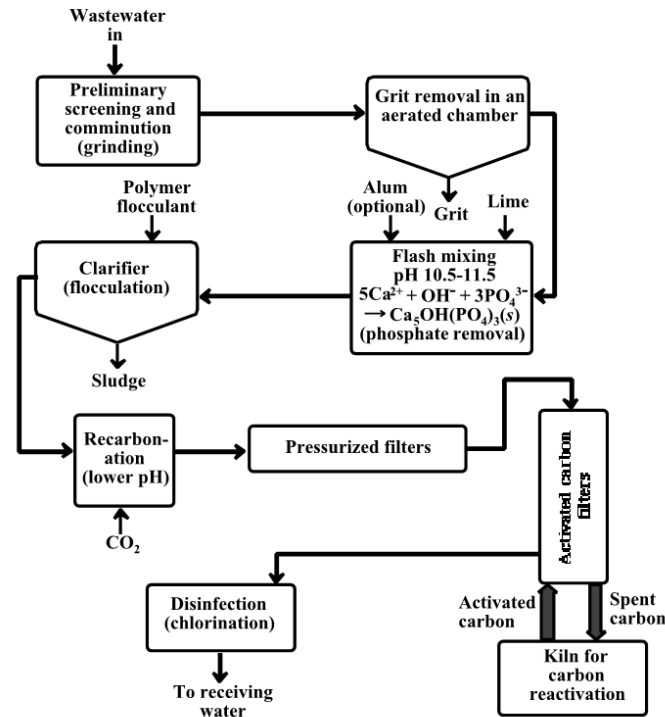 Wastewater
in
Preliminary
screening and
comminution
(grinding)
Grit removal in an
aerated chamber
Grit
Polymer
flocculant
Alum
(optional)
Lime
Clarifier
(flocculation)
Flash mixing
pH 10.5-11.5
5Ca²⁺ + OH⁻ + 3PO₄³⁻
→ Ca₅OH(PO₄)₃(s)
(phosphate removal)
Sludge
Recarbon-
ation
(lower pH)
CO₂
Pressurized filters
Activated carbon
filters
Disinfection
(chlorination)
Activated
carbon
Spent
carbon
Kiln for
carbon
reactivation
To receiving
water